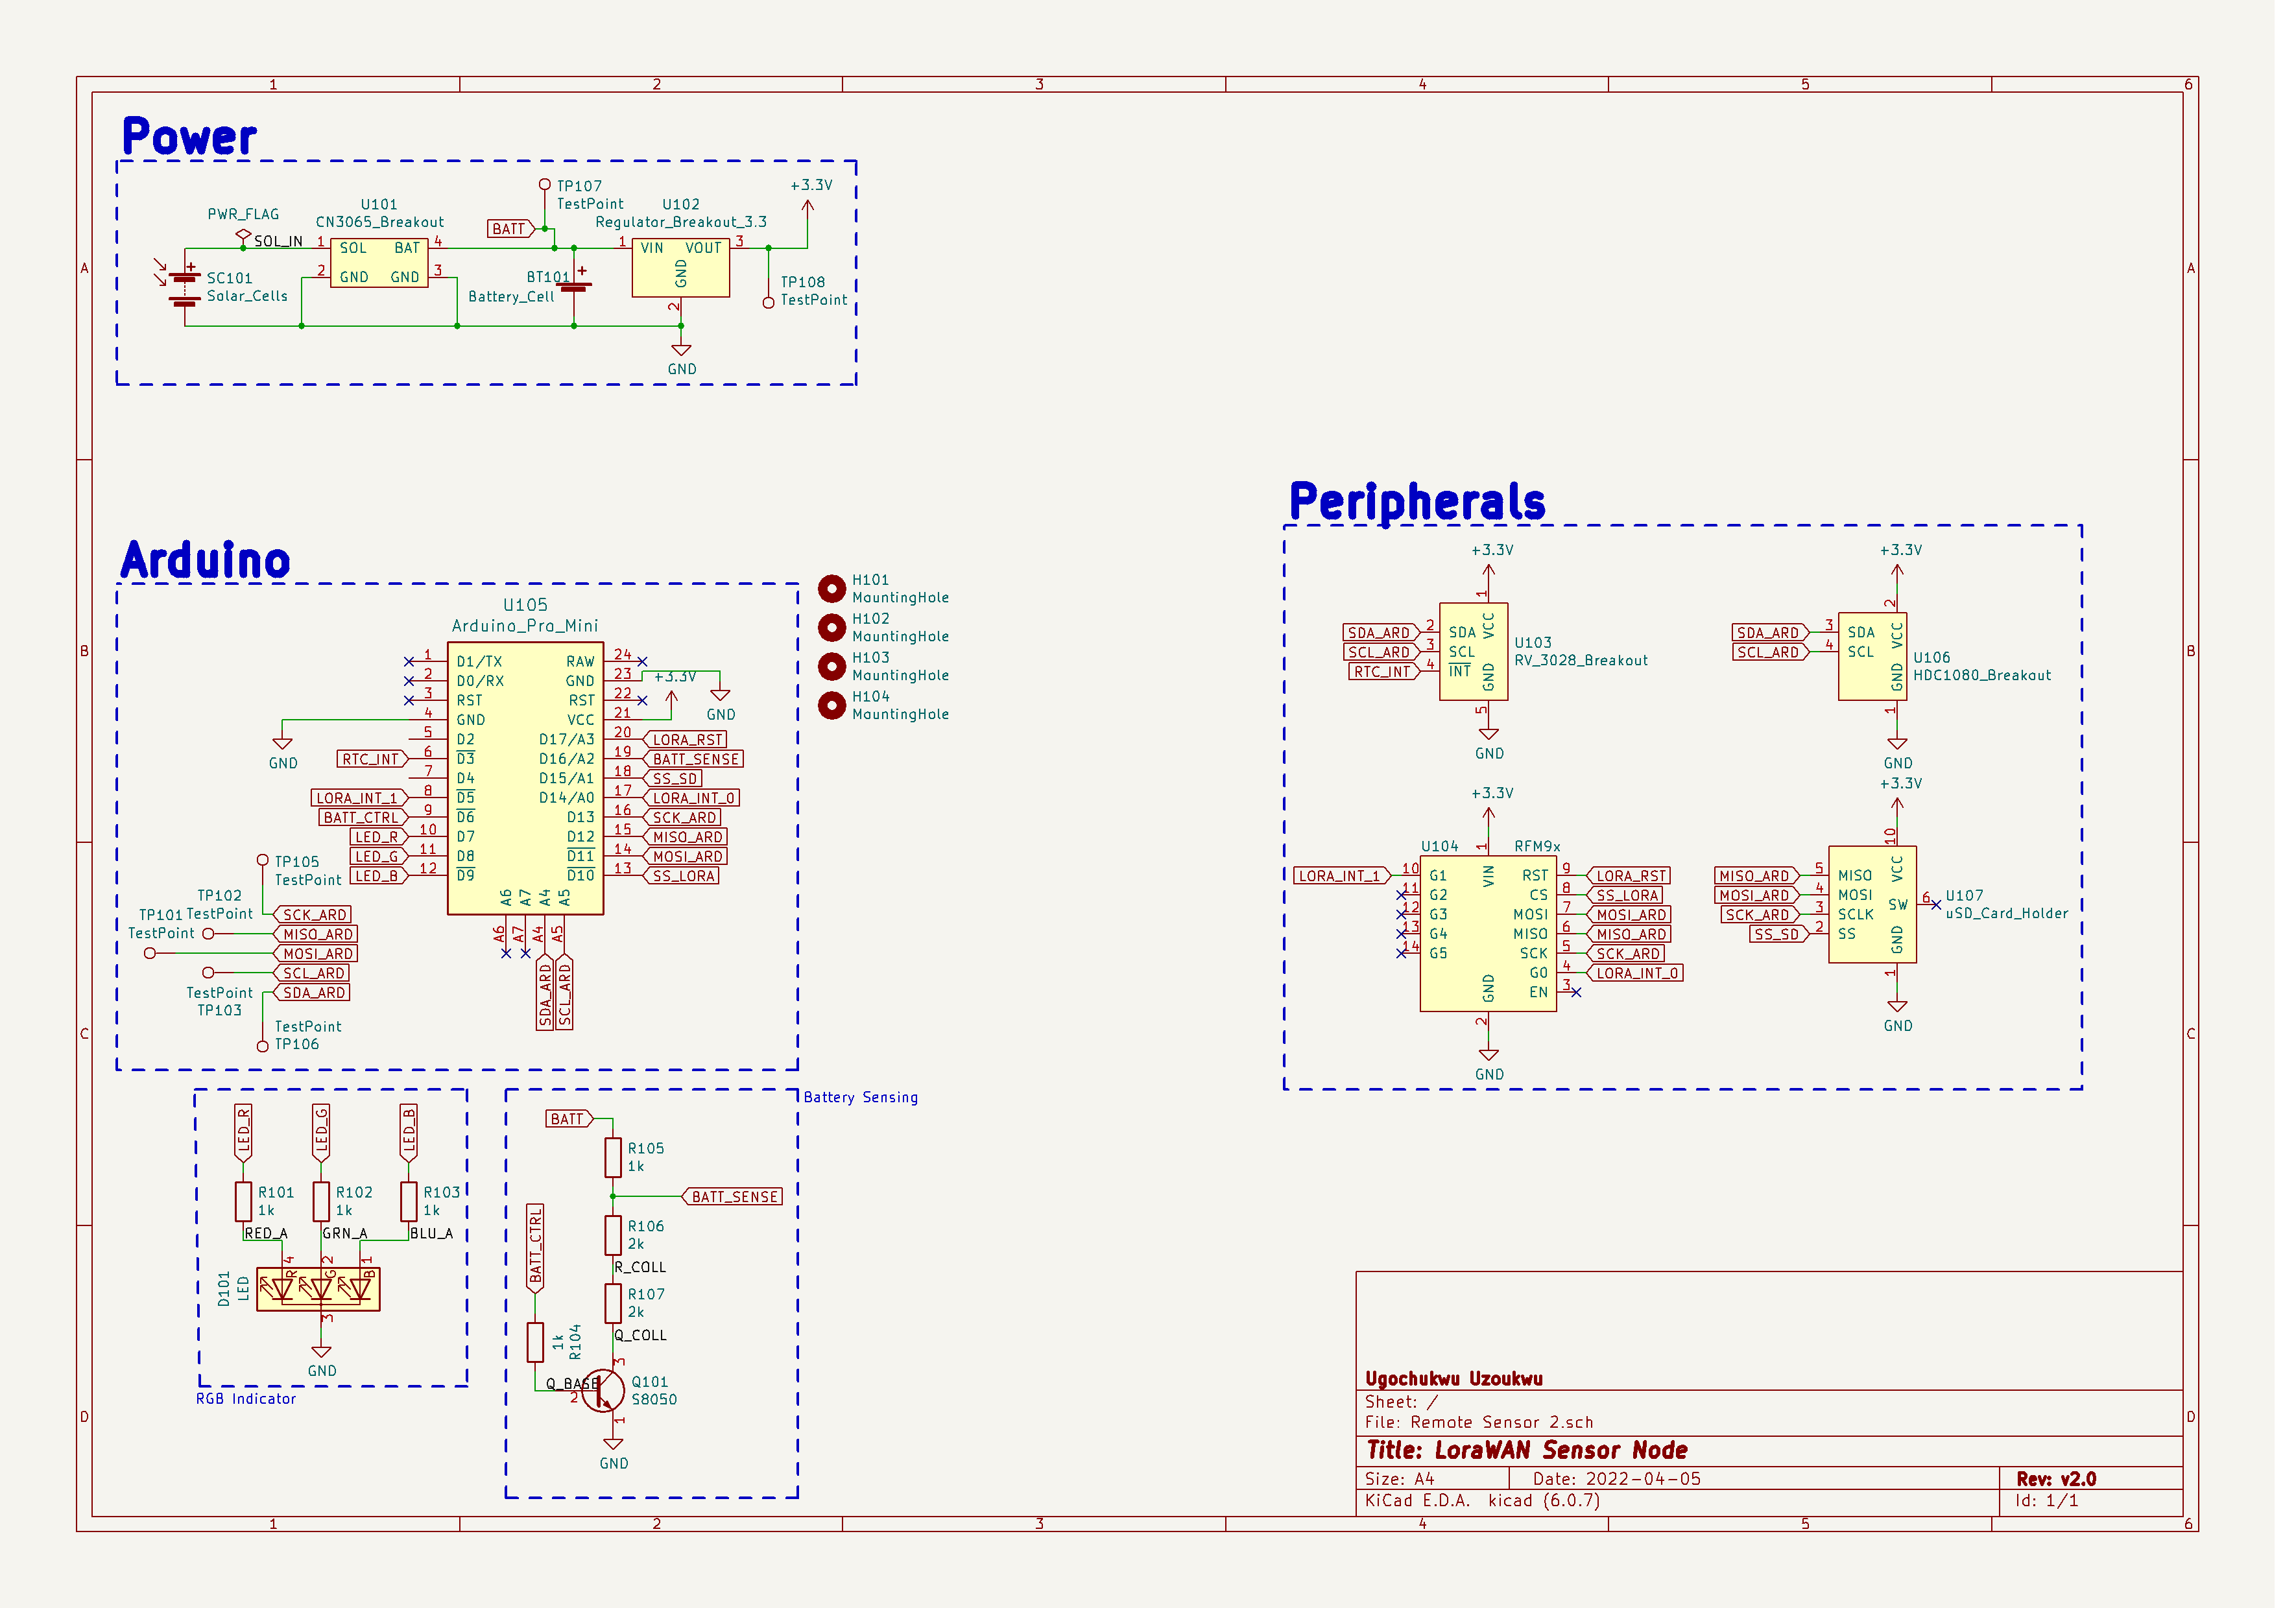 1 2 3 4 5 6
Power
PWR_FLAG
SOL_IN
U101
CN3065_Breakout
1 SOL BAT 4
2 GND GND 3
SC101
Solar_Cells
TP107
TestPoint
BATT
BT101
Battery_Cell
U102
Regulator_Breakout_3.3
1 VIN VOUT 3
GND
2
+3.3V
TP108
TestPoint
GND
A A
Arduino
U105
Arduino_Pro_Mini
1 D1/TX RAW 24
2 D0/RX GND 23
3 RST RST 22
4 GND VCC 21
5 D2 D17/A3 20 LORA_RST
RTC_INT 6 D3 D16/A2 19 BATT_SENSE
7 D4 D15/A1 18 SS_SD
LORA_INT_1 8 D5 D14/A0 17 LORA_INT_0
BATT_CTRL 9 D6 D13 16 SCK_ARD
LED_R 10 D7 D12 15 MISO_ARD
LED_G 11 D8 D11 14 MOSI_ARD
LED_B 12 D9 D10 13 SS_LORA
A6 A7 A4 A5
A6 A7 A4 A5
SDA_ARD SCL_ARD
+3.3V
GND
GND
TP105
TestPoint
TP102
TestPoint
TP101
TestPoint
SCK_ARD
MISO_ARD
MOSI_ARD
SCL_ARD
SDA_ARD
TestPoint
TP103
TestPoint
TP106
H101
MountingHole
H102
MountingHole
H103
MountingHole
H104
MountingHole
B B
Peripherals
+3.3V
1
SDA_ARD 2 SDA VCC
SCL_ARD 3 SCL
RTC_INT 4 INT GND
5
U103
RV_3028_Breakout
GND
+3.3V
2
SDA_ARD 3 SDA VCC
SCL_ARD 4 SCL
GND
1
U106
HDC1080_Breakout
GND
+3.3V
U104 1 RFM9x
VIN
LORA_INT_1 10 G1 RST 9 LORA_RST
11 G2 CS 8 SS_LORA
12 G3 MOSI 7 MOSI_ARD
13 G4 MISO 6 MISO_ARD
14 G5 SCK 5 SCK_ARD
G0 4 LORA_INT_0
GND EN 3
2
GND
+3.3V
10
MISO_ARD 5 MISO VCC
MOSI_ARD 4 MOSI
SCK_ARD 3 SCLK SW 6
SS_SD 2 SS GND
1
U107
uSD_Card_Holder
GND
C C
LED_R LED_G LED_B
R101
1k
R102
1k
R103
1k
RED_A GRN_A BLU_A
4 2 1
R G B
D101
LED
3
GND
RGB Indicator
Battery Sensing
BATT
R105
1k
BATT_SENSE
BATT_CTRL
R106
2k
R_COLL
R107
2k
Q_COLL
1k
R104
3
Q_BASE
2
Q101
S8050
1
GND
D D
Ugochukwu Uzoukwu
Sheet: /
File: Remote Sensor 2.sch
Title: LoraWAN Sensor Node
Size: A4 Date: 2022-04-05 Rev: v2.0
KiCad E.D.A. kicad (6.0.7) Id: 1/1
1 2 3 4 5 6